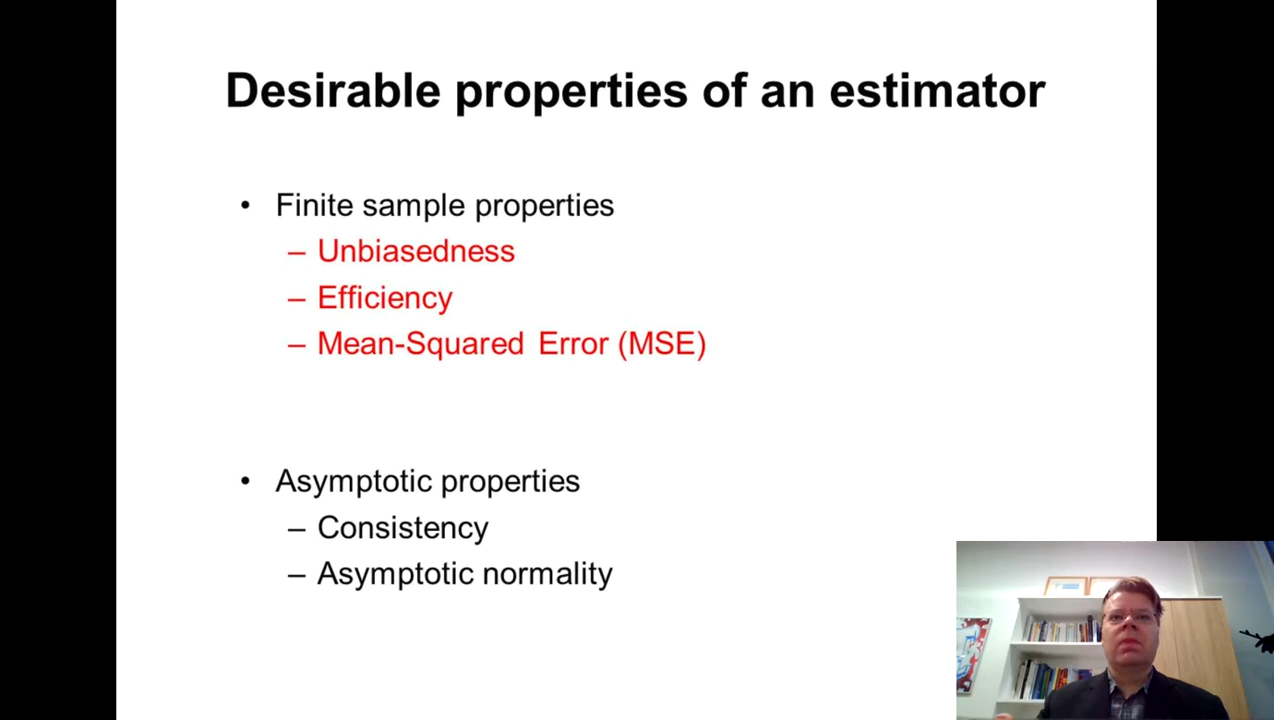 Desirable properties of an estimator
• Finite sample properties
– Unbiasedness
– Efficiency
– Mean-Squared Error (MSE)
• Asymptotic properties
– Consistency
– Asymptotic normality